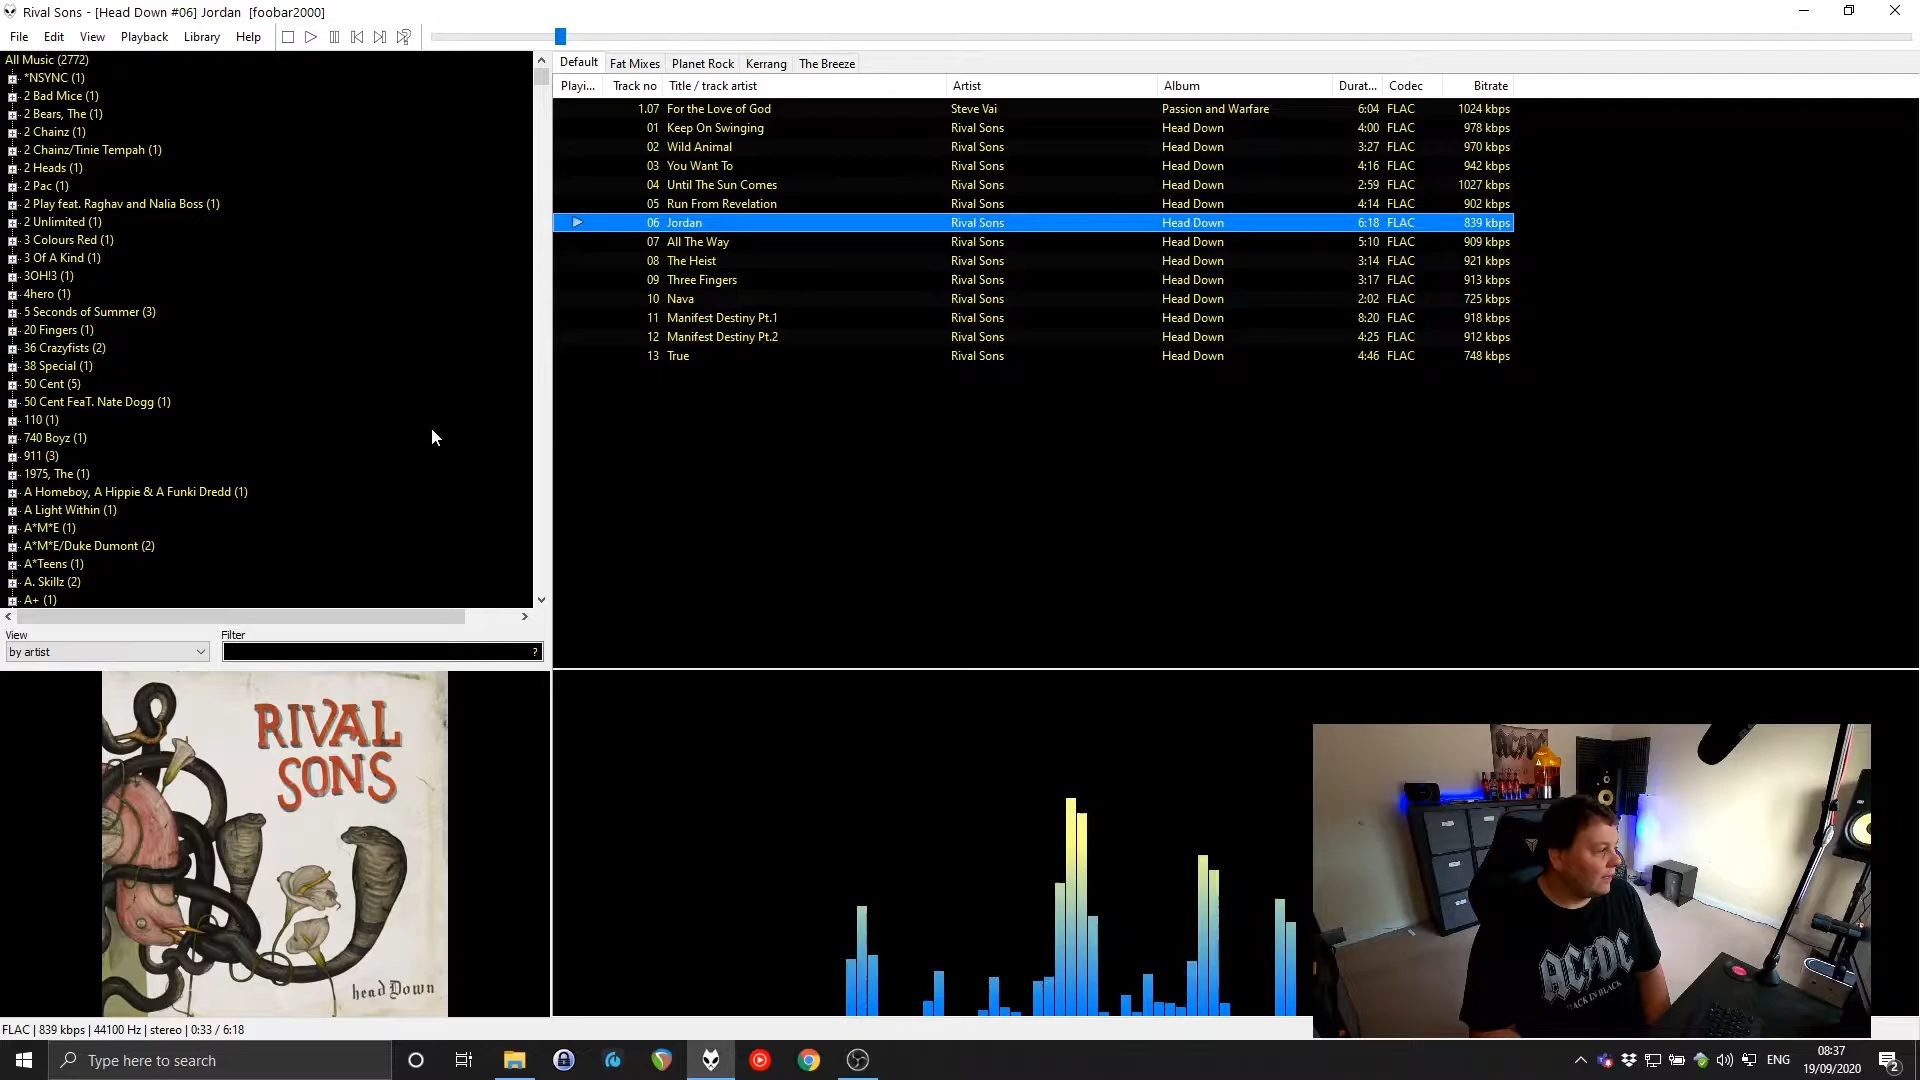 Rival Sons - [Head Down #06] Jordan [foobar2000]
File Edit View Playback Library Help
All Music (2772)
*NSYNC (1)
2 Bad Mice (1)
2 Bears, The (1)
2 Chainz (1)
2 Chainz/Tinie Tempah (1)
2 Heads (1)
2 Pac (1)
2 Play feat. Raghav and Nalia Boss (1)
2 Unlimited (1)
3 Colours Red (1)
3 Of A Kind (1)
3OH!3 (1)
4hero (1)
5 Seconds of Summer (3)
20 Fingers (1)
36 Crazyfists (2)
38 Special (1)
50 Cent (5)
50 Cent FeaT. Nate Dogg (1)
110 (1)
740 Boyz (1)
911 (3)
1975, The (1)
A Homeboy, A Hippie & A Funki Dredd (1)
A Light Within (1)
A*M*E (1)
A*M*E/Duke Dumont (2)
A*Teens (1)
A. Skillz (2)
A+ (1)
View
by artist
Filter
?
Default Fat Mixes Planet Rock Kerrang The Breeze
Playi... Track no Title / track artist Artist Album Durat... Codec Bitrate
1.07 For the Love of God Steve Vai Passion and Warfare 6:04 FLAC 1024 kbps
01 Keep On Swinging Rival Sons Head Down 4:00 FLAC 978 kbps
02 Wild Animal Rival Sons Head Down 3:27 FLAC 970 kbps
03 You Want To Rival Sons Head Down 4:16 FLAC 942 kbps
04 Until The Sun Comes Rival Sons Head Down 2:59 FLAC 1027 kbps
05 Run From Revelation Rival Sons Head Down 4:14 FLAC 902 kbps
06 Jordan Rival Sons Head Down 6:18 FLAC 839 kbps
07 All The Way Rival Sons Head Down 5:10 FLAC 909 kbps
08 The Heist Rival Sons Head Down 3:14 FLAC 921 kbps
09 Three Fingers Rival Sons Head Down 3:17 FLAC 913 kbps
10 Nava Rival Sons Head Down 2:02 FLAC 725 kbps
11 Manifest Destiny Pt.1 Rival Sons Head Down 8:20 FLAC 918 kbps
12 Manifest Destiny Pt.2 Rival Sons Head Down 4:25 FLAC 912 kbps
13 True Rival Sons Head Down 4:46 FLAC 748 kbps
RIVAL
SONS
head Down
AC/DC
AC/DC
BACK IN BLACK
FLAC | 839 kbps | 44100 Hz | stereo | 0:33 / 6:18
Type here to search
ENG
08:37
19/09/2020
2